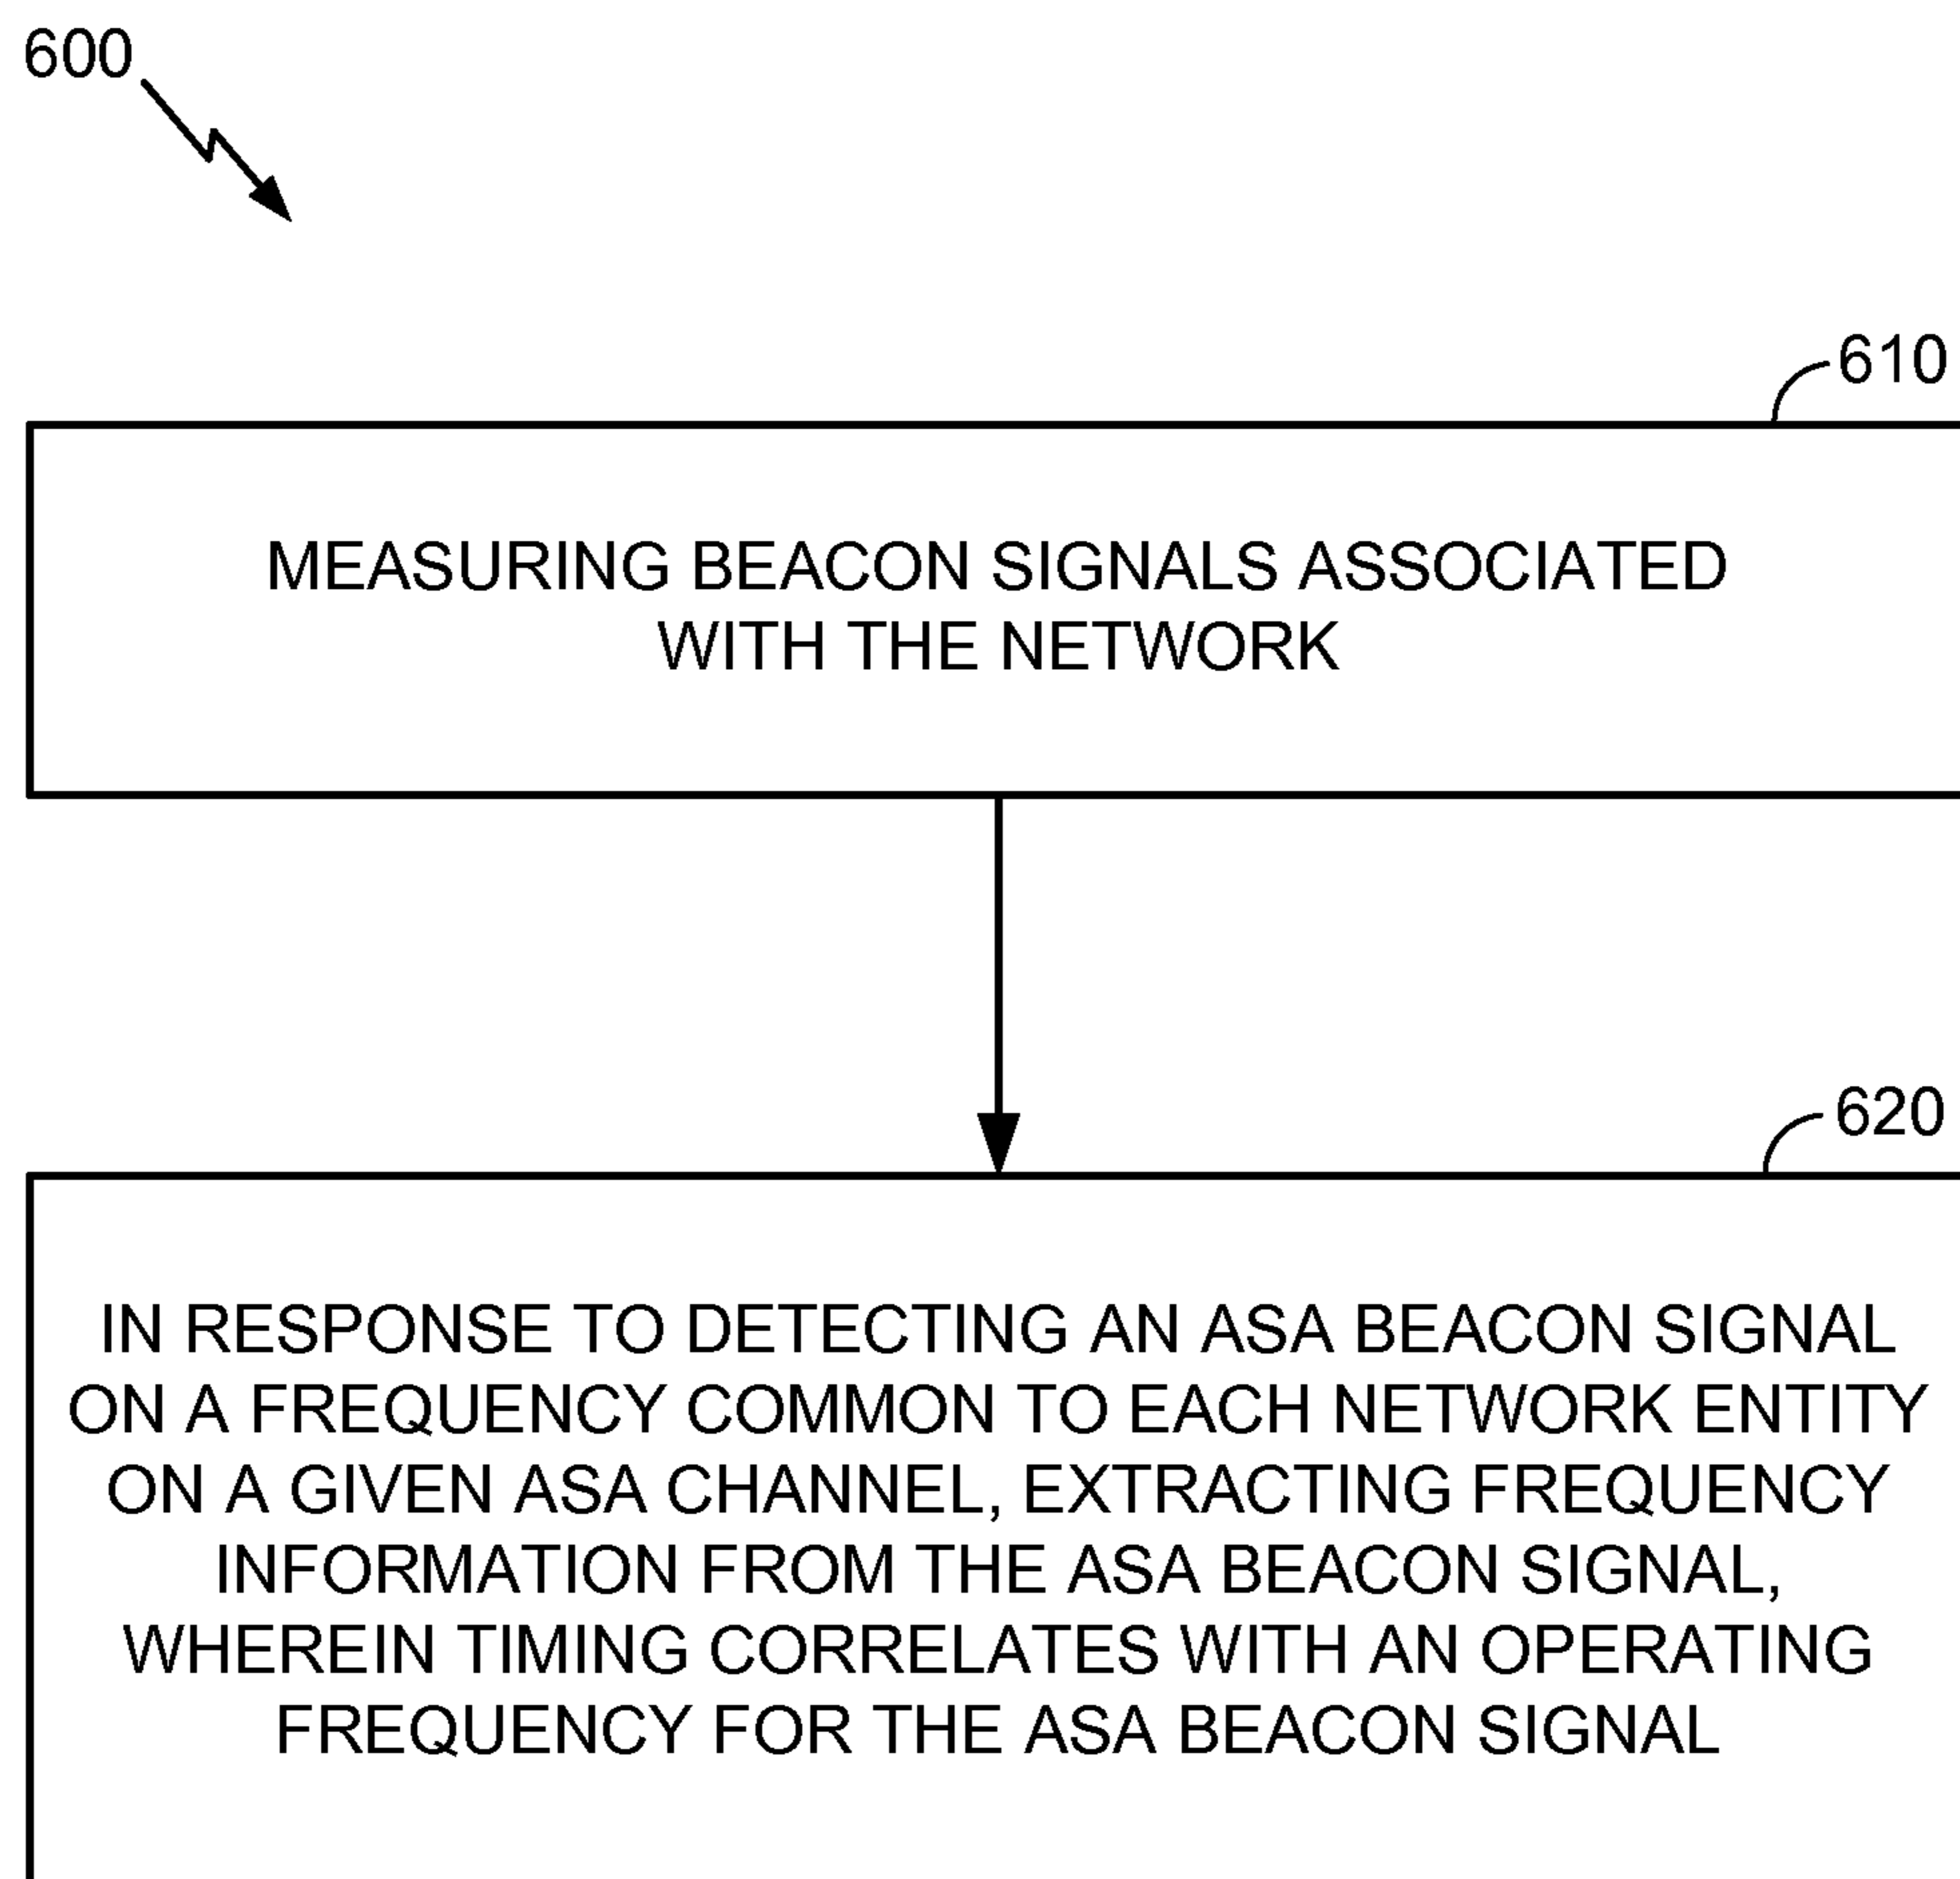 600
610
MEASURING BEACON SIGNALS ASSOCIATED
WITH THE NETWORK
620
IN RESPONSE TO DETECTING AN ASA BEACON SIGNAL
ON A FREQUENCY COMMON TO EACH NETWORK ENTITY
ON A GIVEN ASA CHANNEL, EXTRACTING FREQUENCY
INFORMATION FROM THE ASA BEACON SIGNAL,
WHEREIN TIMING CORRELATES WITH AN OPERATING
FREQUENCY FOR THE ASA BEACON SIGNAL